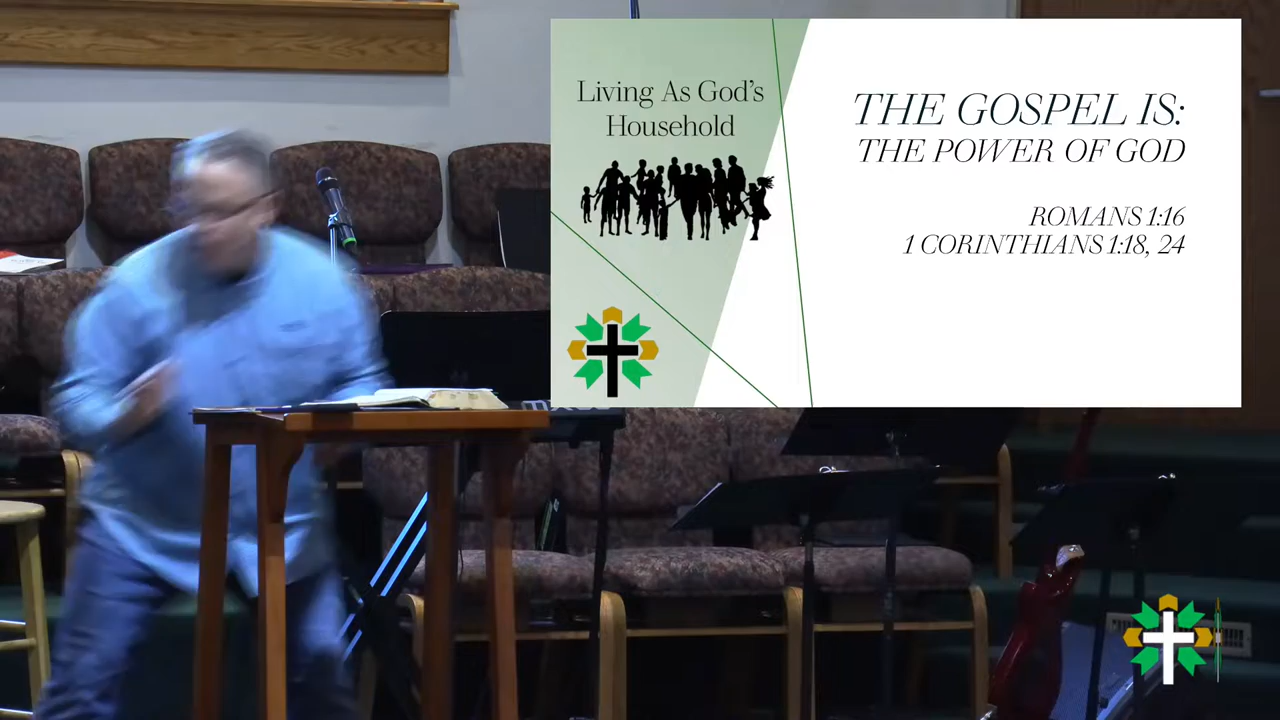 Living As God's
Household
THE GOSPEL IS:
THE POWER OF GOD
ROMANS 1:16
1 CORINTHIANS 1:18, 24